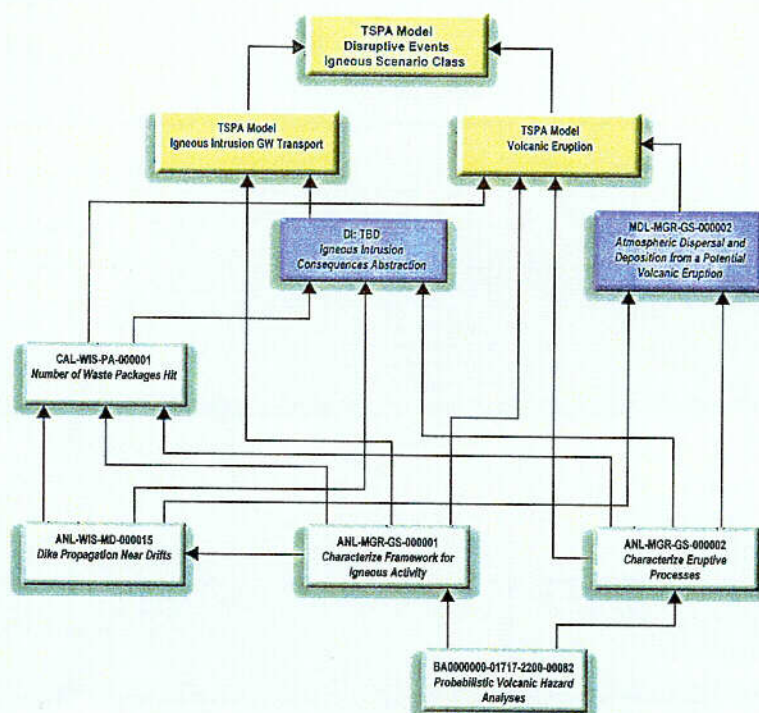 TSPA Model
Disruptive Events
Igneous Scenario Class
TSPA Model
Igneous Intrusion GW Transport
TSPA Model
Volcanic Eruption
DI: TBD
Igneous Intrusion
Consequences Abstraction
MDL-MGR-GS-000002
Atmospheric Dispersal and
Deposition from a Potential
Volcanic Eruption
CAL-WIS-PA-000001
Number of Waste Packages Hit
ANL-WIS-MD-000015
Dike Propagation Near Drifts
ANL-MGR-GS-000001
Characterize Framework for
Igneous Activity
ANL-MGR-GS-000002
Characterize Eruptive
Processes
BA0000000-01717-2200-00082
Probabilistic Volcanic Hazard
Analyses